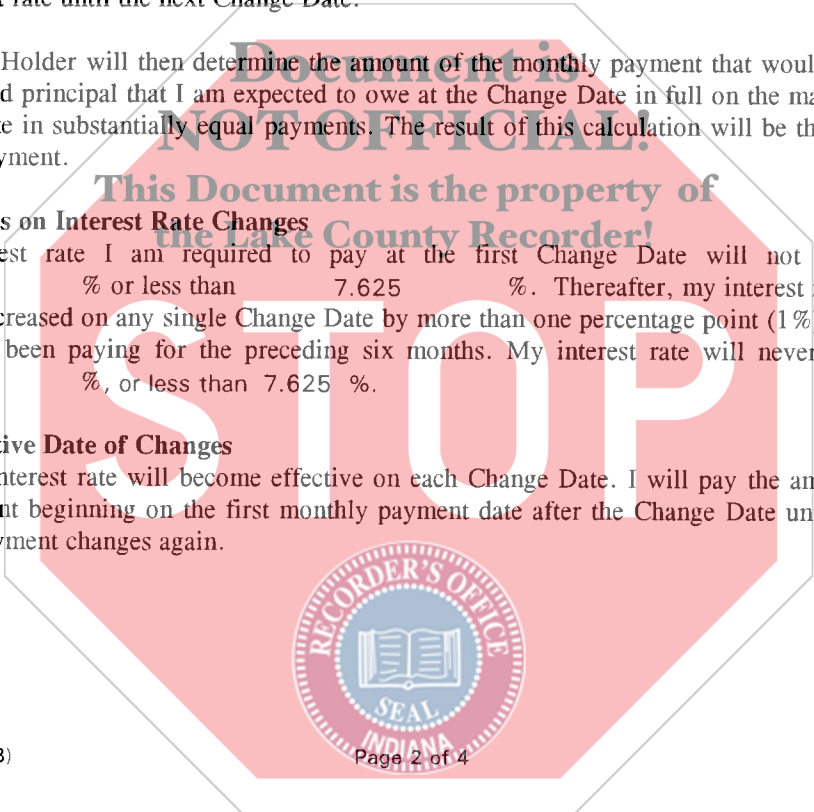 t rate until the next Change Date.
Document is
Holder will then determine the amount of the monthly payment that woul
d principal that I am expected to owe at the Change Date in full on the ma
NOT OFFICIAL!
e in substantially equal payments. The result of this calculation will be th
yment.
This Document is the property of
s on Interest Rate Changes
the Lake County Recorder!
est rate I am required to pay at the first Change Date will not
% or less than 7.625 %. Thereafter, my interest
creased on any single Change Date by more than one percentage point (1%
been paying for the preceding six months. My interest rate will never
%, or less than 7.625 %.
STOP
tive Date of Changes
nterest rate will become effective on each Change Date. I will pay the am
nt beginning on the first monthly payment date after the Change Date un
yment changes again.
RECORDER'S OFFICE
SEAL
INDIANA
3) Page 2 of 4